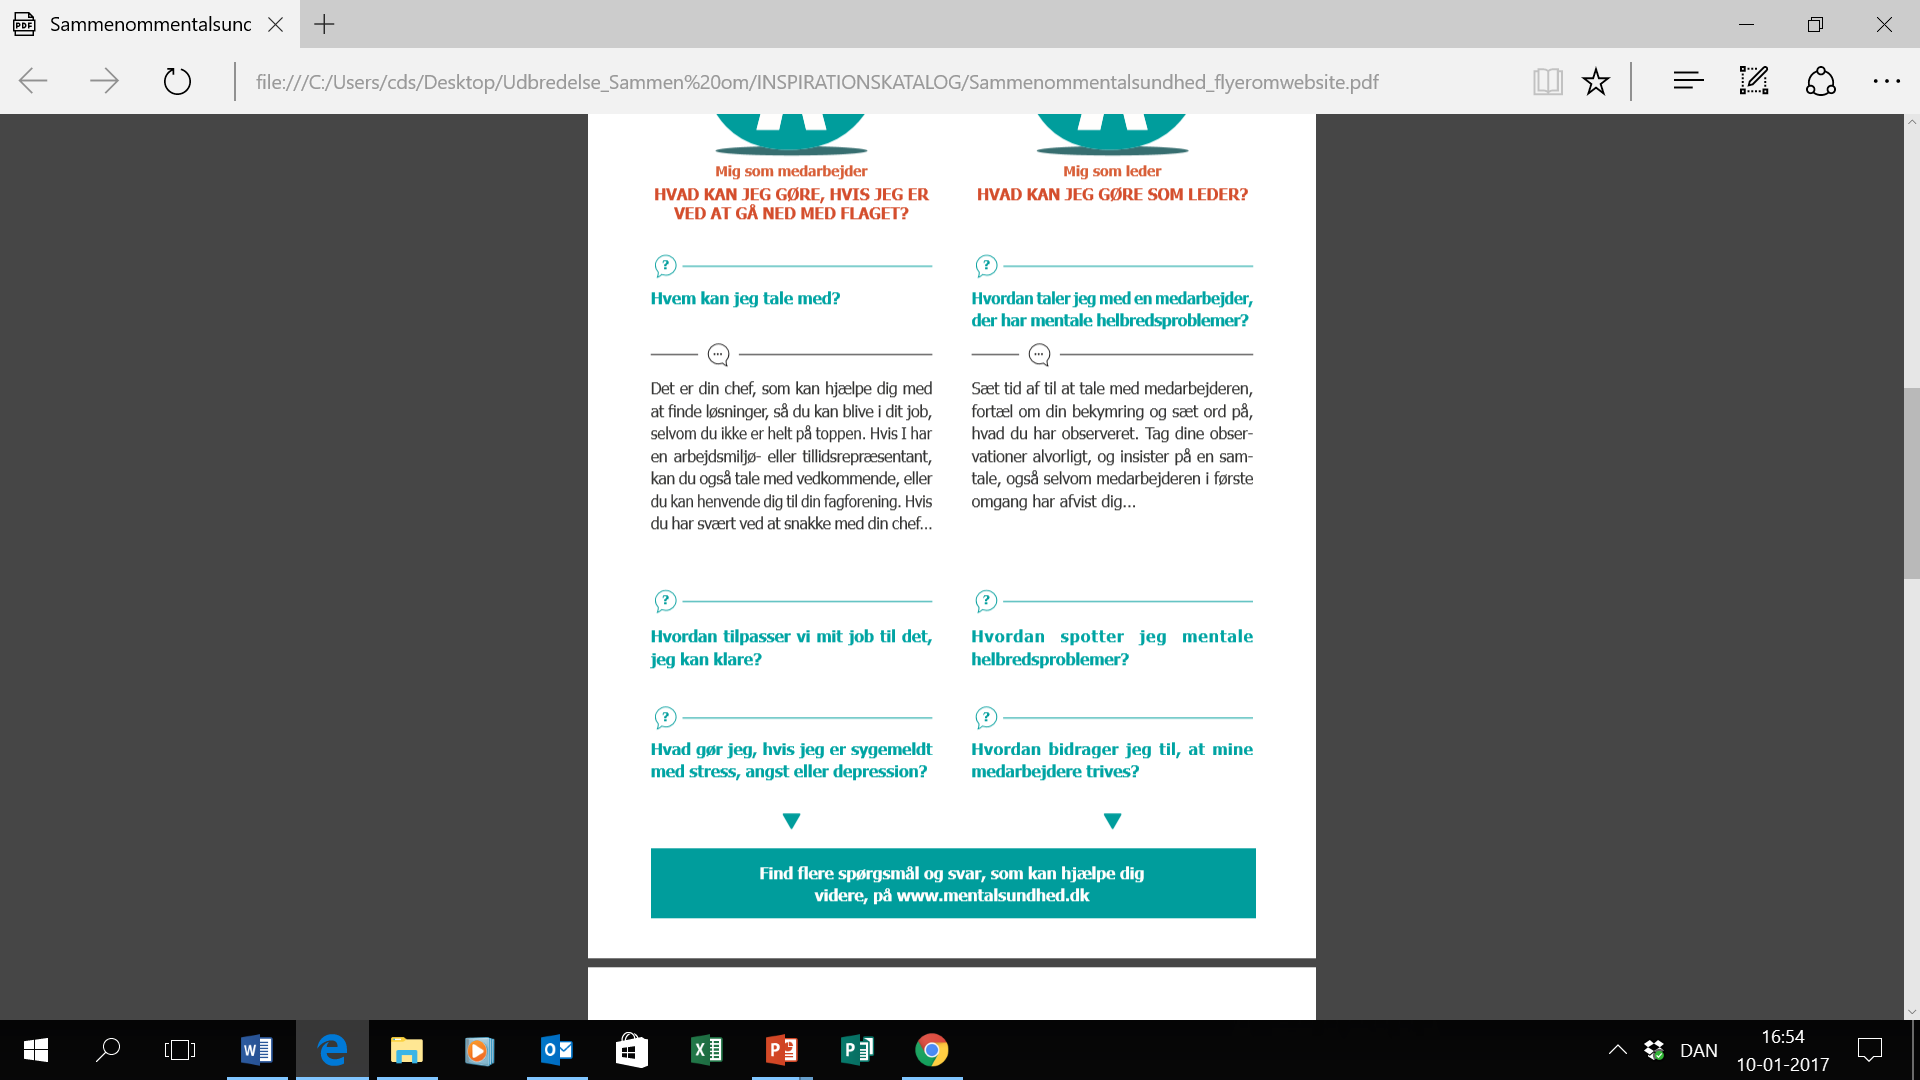 Sammenommentalsund
file:///C:/Users/cds/Desktop/Udbredelse_Sammen%20om/INSPIRATIONSKATALOG/Sammenommentalsundhed_flyeromwebsite.pdf
Mig som medarbejder
HVAD KAN JEG GØRE, HVIS JEG ER
VED AT GÅ NED MED FLAGET?
Hvem kan jeg tale med?
Det er din chef, som kan hjælpe dig med
at finde løsninger, så du kan blive i dit job,
selvom du ikke er helt på toppen. Hvis I har
en arbejdsmiljø- eller tillidsrepræsentant,
kan du også tale med vedkommende, eller
du kan henvende dig til din fagforening. Hvis
du har svært ved at snakke med din chef...
Hvordan tilpasser vi mit job til det,
jeg kan klare?
Hvad gør jeg, hvis jeg er sygemeldt
med stress, angst eller depression?
Mig som leder
HVAD KAN JEG GØRE SOM LEDER?
Hvordan taler jeg med en medarbejder,
der har mentale helbredsproblemer?
Sæt tid af til at tale med medarbejderen,
fortæl om din bekymring og sæt ord på,
hvad du har observeret. Tag dine obser-
vationer alvorligt, og insister på en sam-
tale, også selvom medarbejderen i første
omgang har afvist dig...
Hvordan spotter jeg mentale
helbredsproblemer?
Hvordan bidrager jeg til, at mine
medarbejdere trives?
Find flere spørgsmål og svar, som kan hjælpe dig
videre, på www.mentalsundhed.dk
DAN
16:54
10-01-2017